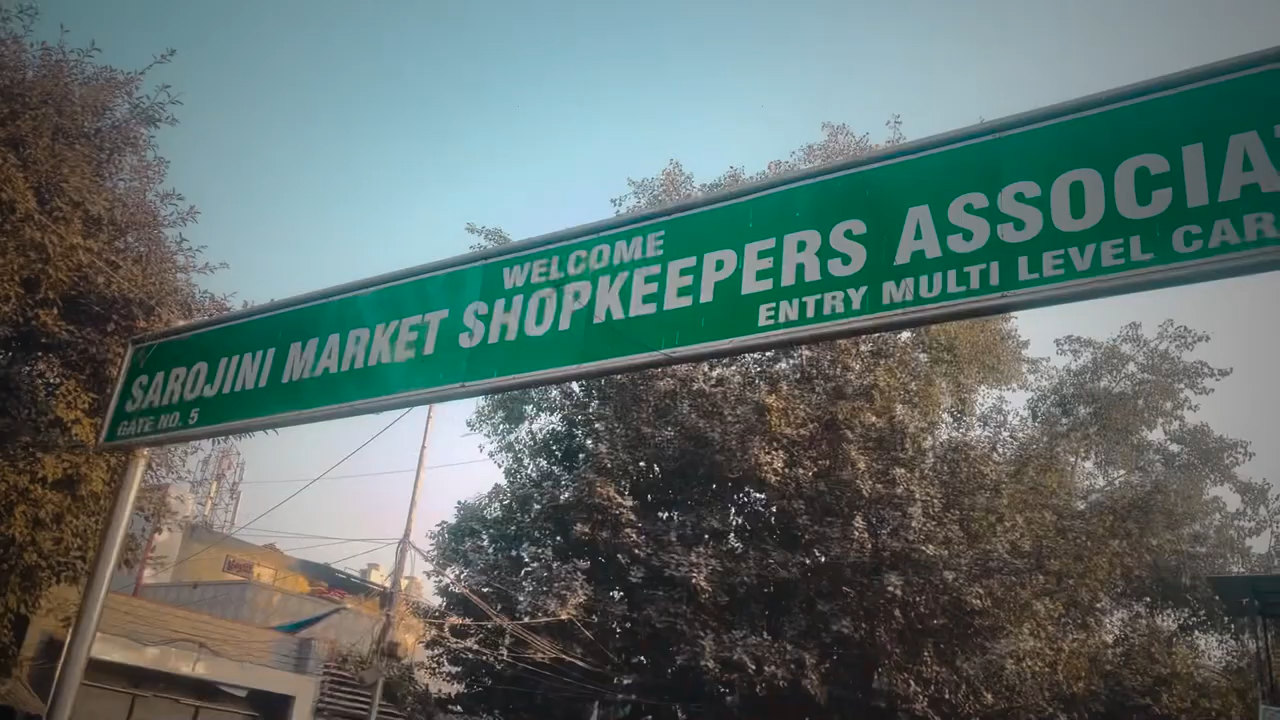 WELCOME
SAROJINI MARKET SHOPKEEPERS ASSOCIA
ENTRY MULTI LEVEL CAR
GATE NO. 5